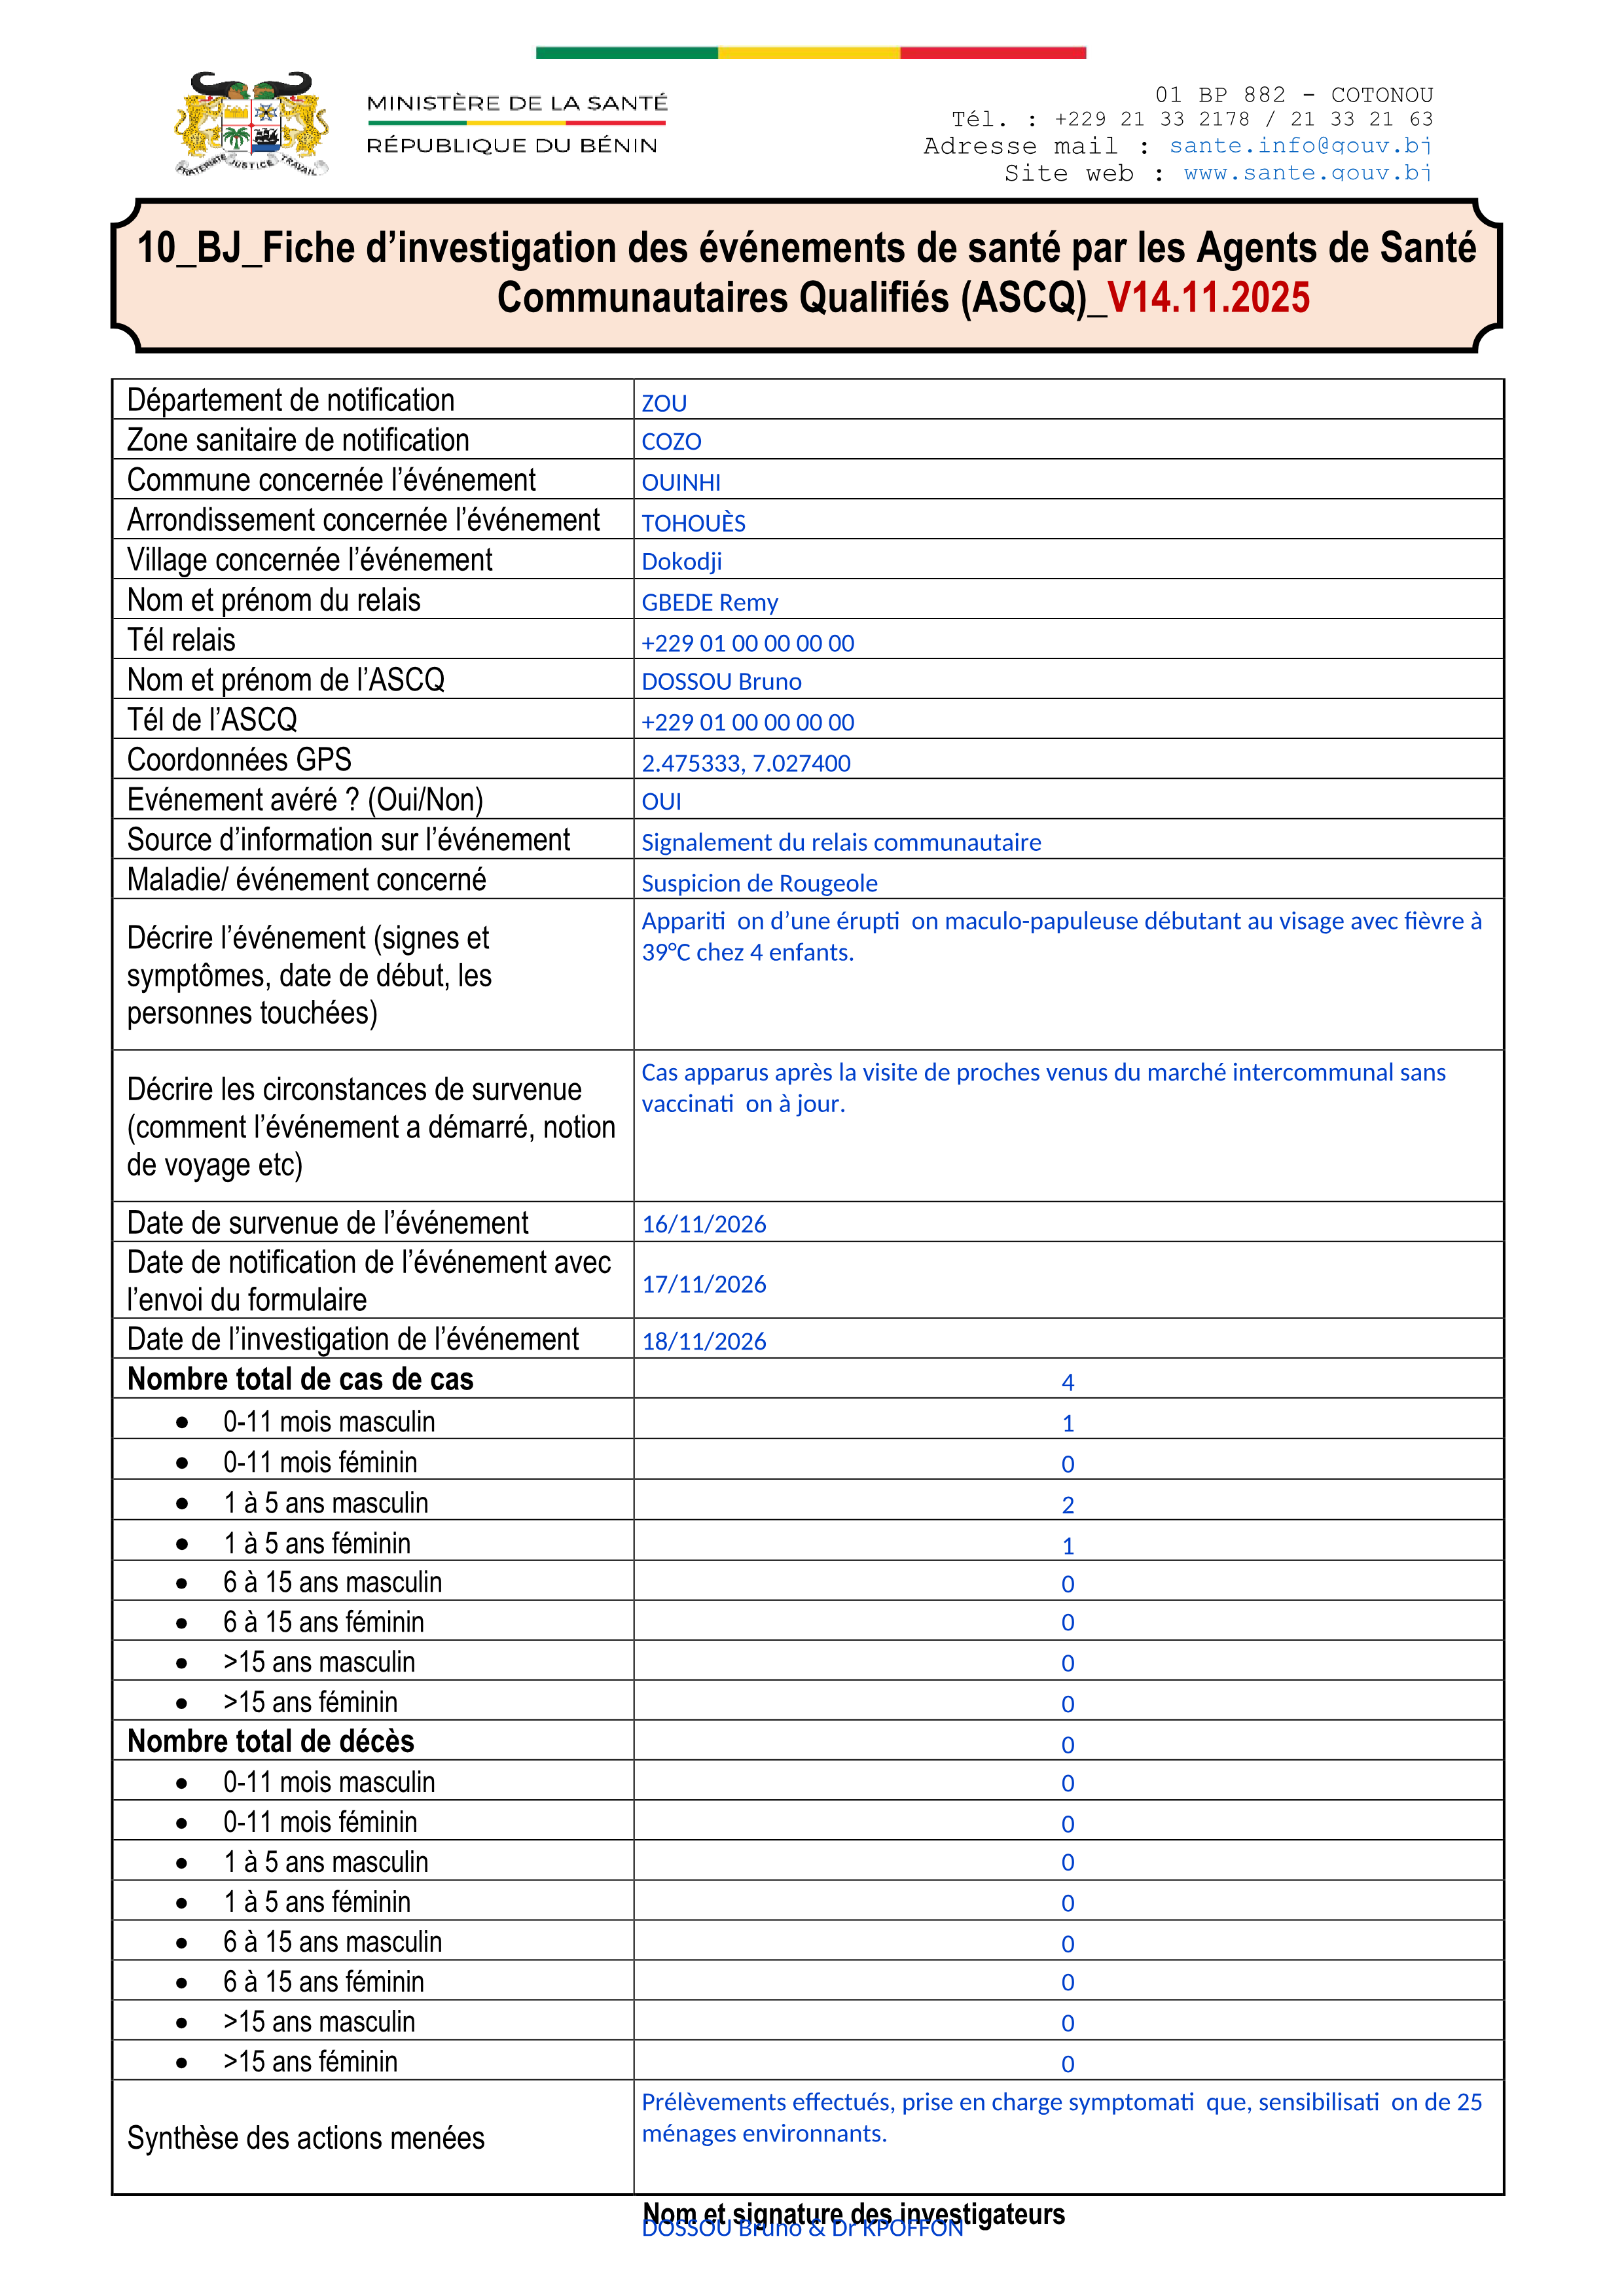 MINISTÈRE DE LA SANTÉ
RÉPUBLIQUE DU BÉNIN
FRATERNITÉ JUSTICE TRAVAIL
01 BP 882 - COTONOU
Tél. : +229 21 33 2178 / 21 33 21 63
Adresse mail : sante.info@gouv.bj
Site web : www.sante.gouv.bj
10_BJ_Fiche d’investigation des événements de santé par les Agents de Santé
Communautaires Qualifiés (ASCQ)_V14.11.2025
Département de notification ZOU
Zone sanitaire de notification COZO
Commune concernée l’événement OUINHI
Arrondissement concernée l’événement TOHOUÈS
Village concernée l’événement Dokodji
Nom et prénom du relais GBEDE Remy
Tél relais +229 01 00 00 00 00
Nom et prénom de l’ASCQ DOSSOU Bruno
Tél de l’ASCQ +229 01 00 00 00 00
Coordonnées GPS 2.475333, 7.027400
Evénement avéré ? (Oui/Non) OUI
Source d’information sur l’événement Signalement du relais communautaire
Maladie/ événement concerné Suspicion de Rougeole
Décrire l’événement (signes et
symptômes, date de début, les
personnes touchées)
Apparition d’une éruption maculo-papuleuse débutant au visage avec fièvre à
39°C chez 4 enfants.
Décrire les circonstances de survenue
(comment l’événement a démarré, notion
de voyage etc)
Cas apparus après la visite de proches venus du marché intercommunal sans
vaccination à jour.
Date de survenue de l’événement 16/11/2026
Date de notification de l’événement avec
l’envoi du formulaire
17/11/2026
Date de l’investigation de l’événement 18/11/2026
Nombre total de cas de cas 4
• 0-11 mois masculin 1
• 0-11 mois féminin 0
• 1 à 5 ans masculin 2
• 1 à 5 ans féminin 1
• 6 à 15 ans masculin 0
• 6 à 15 ans féminin 0
• >15 ans masculin 0
• >15 ans féminin 0
Nombre total de décès 0
• 0-11 mois masculin 0
• 0-11 mois féminin 0
• 1 à 5 ans masculin 0
• 1 à 5 ans féminin 0
• 6 à 15 ans masculin 0
• 6 à 15 ans féminin 0
• >15 ans masculin 0
• >15 ans féminin 0
Synthèse des actions menées
Prélèvements effectués, prise en charge symptomatique, sensibilisation de 25
ménages environnants.
Nom et signature des investigateurs
DOSSOU Bruno & Dr KPOFFON